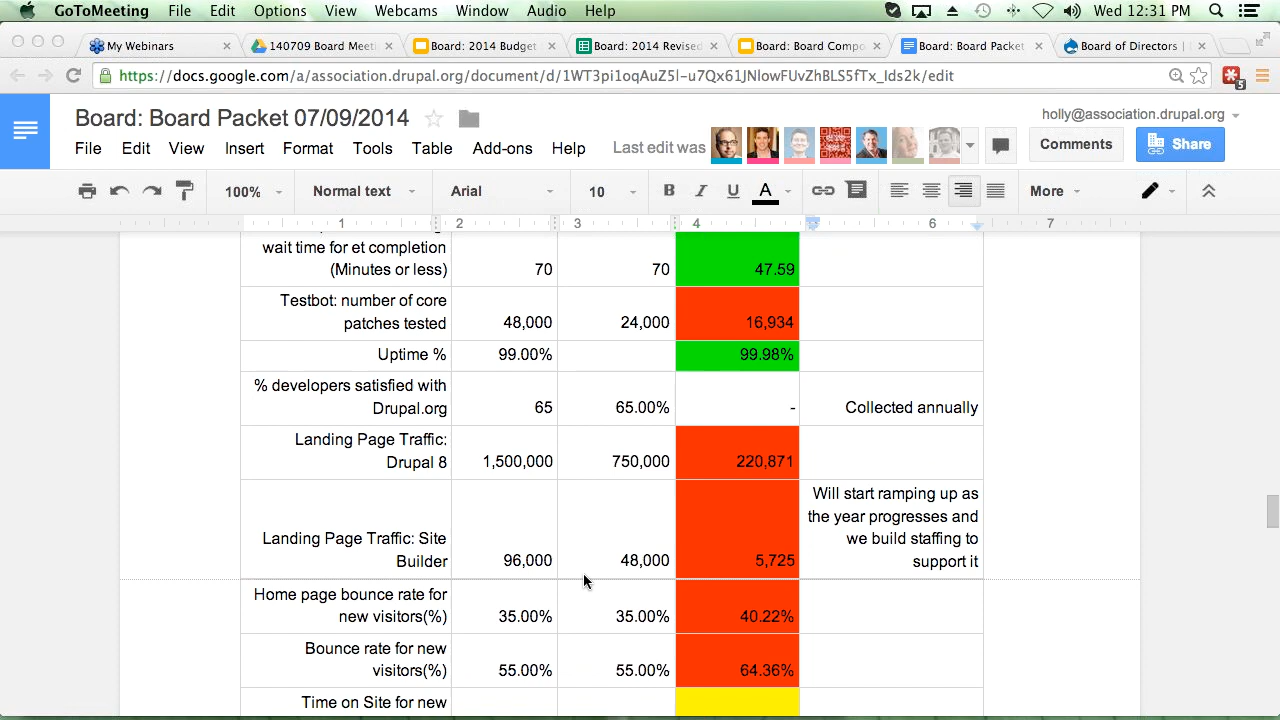 GoToMeeting File Edit Options View Webcams Window Audio Help Wed 12:31 PM
My Webinars 140709 Board Meeti Board: 2014 Budge Board: 2014 Revised Board: Board Comp Board: Board Packet Board of Directors
https://docs.google.com/a/association.drupal.org/document/d/1WT3pi1oqAuZ5l-u7Qx61JNlowFUvZhBLS5fTx_Ids2k/edit
5
Board: Board Packet 07/09/2014
holly@association.drupal.org
File Edit View Insert Format Tools Table Add-ons Help Last edit was
Comments Share
100% Normal text Arial 10 B I U A More
1 2 3 4 6 7
wait time for et completion
(Minutes or less) 70 70 47.59
Testbot: number of core
patches tested 48,000 24,000 16,934
Uptime % 99.00% 99.98%
% developers satisfied with
Drupal.org 65 65.00% - Collected annually
Landing Page Traffic:
Drupal 8 1,500,000 750,000 220,871
Will start ramping up as
the year progresses and
Landing Page Traffic: Site we build staffing to
Builder 96,000 48,000 5,725 support it
Home page bounce rate for
new visitors(%) 35.00% 35.00% 40.22%
Bounce rate for new
visitors(%) 55.00% 55.00% 64.36%
Time on Site for new